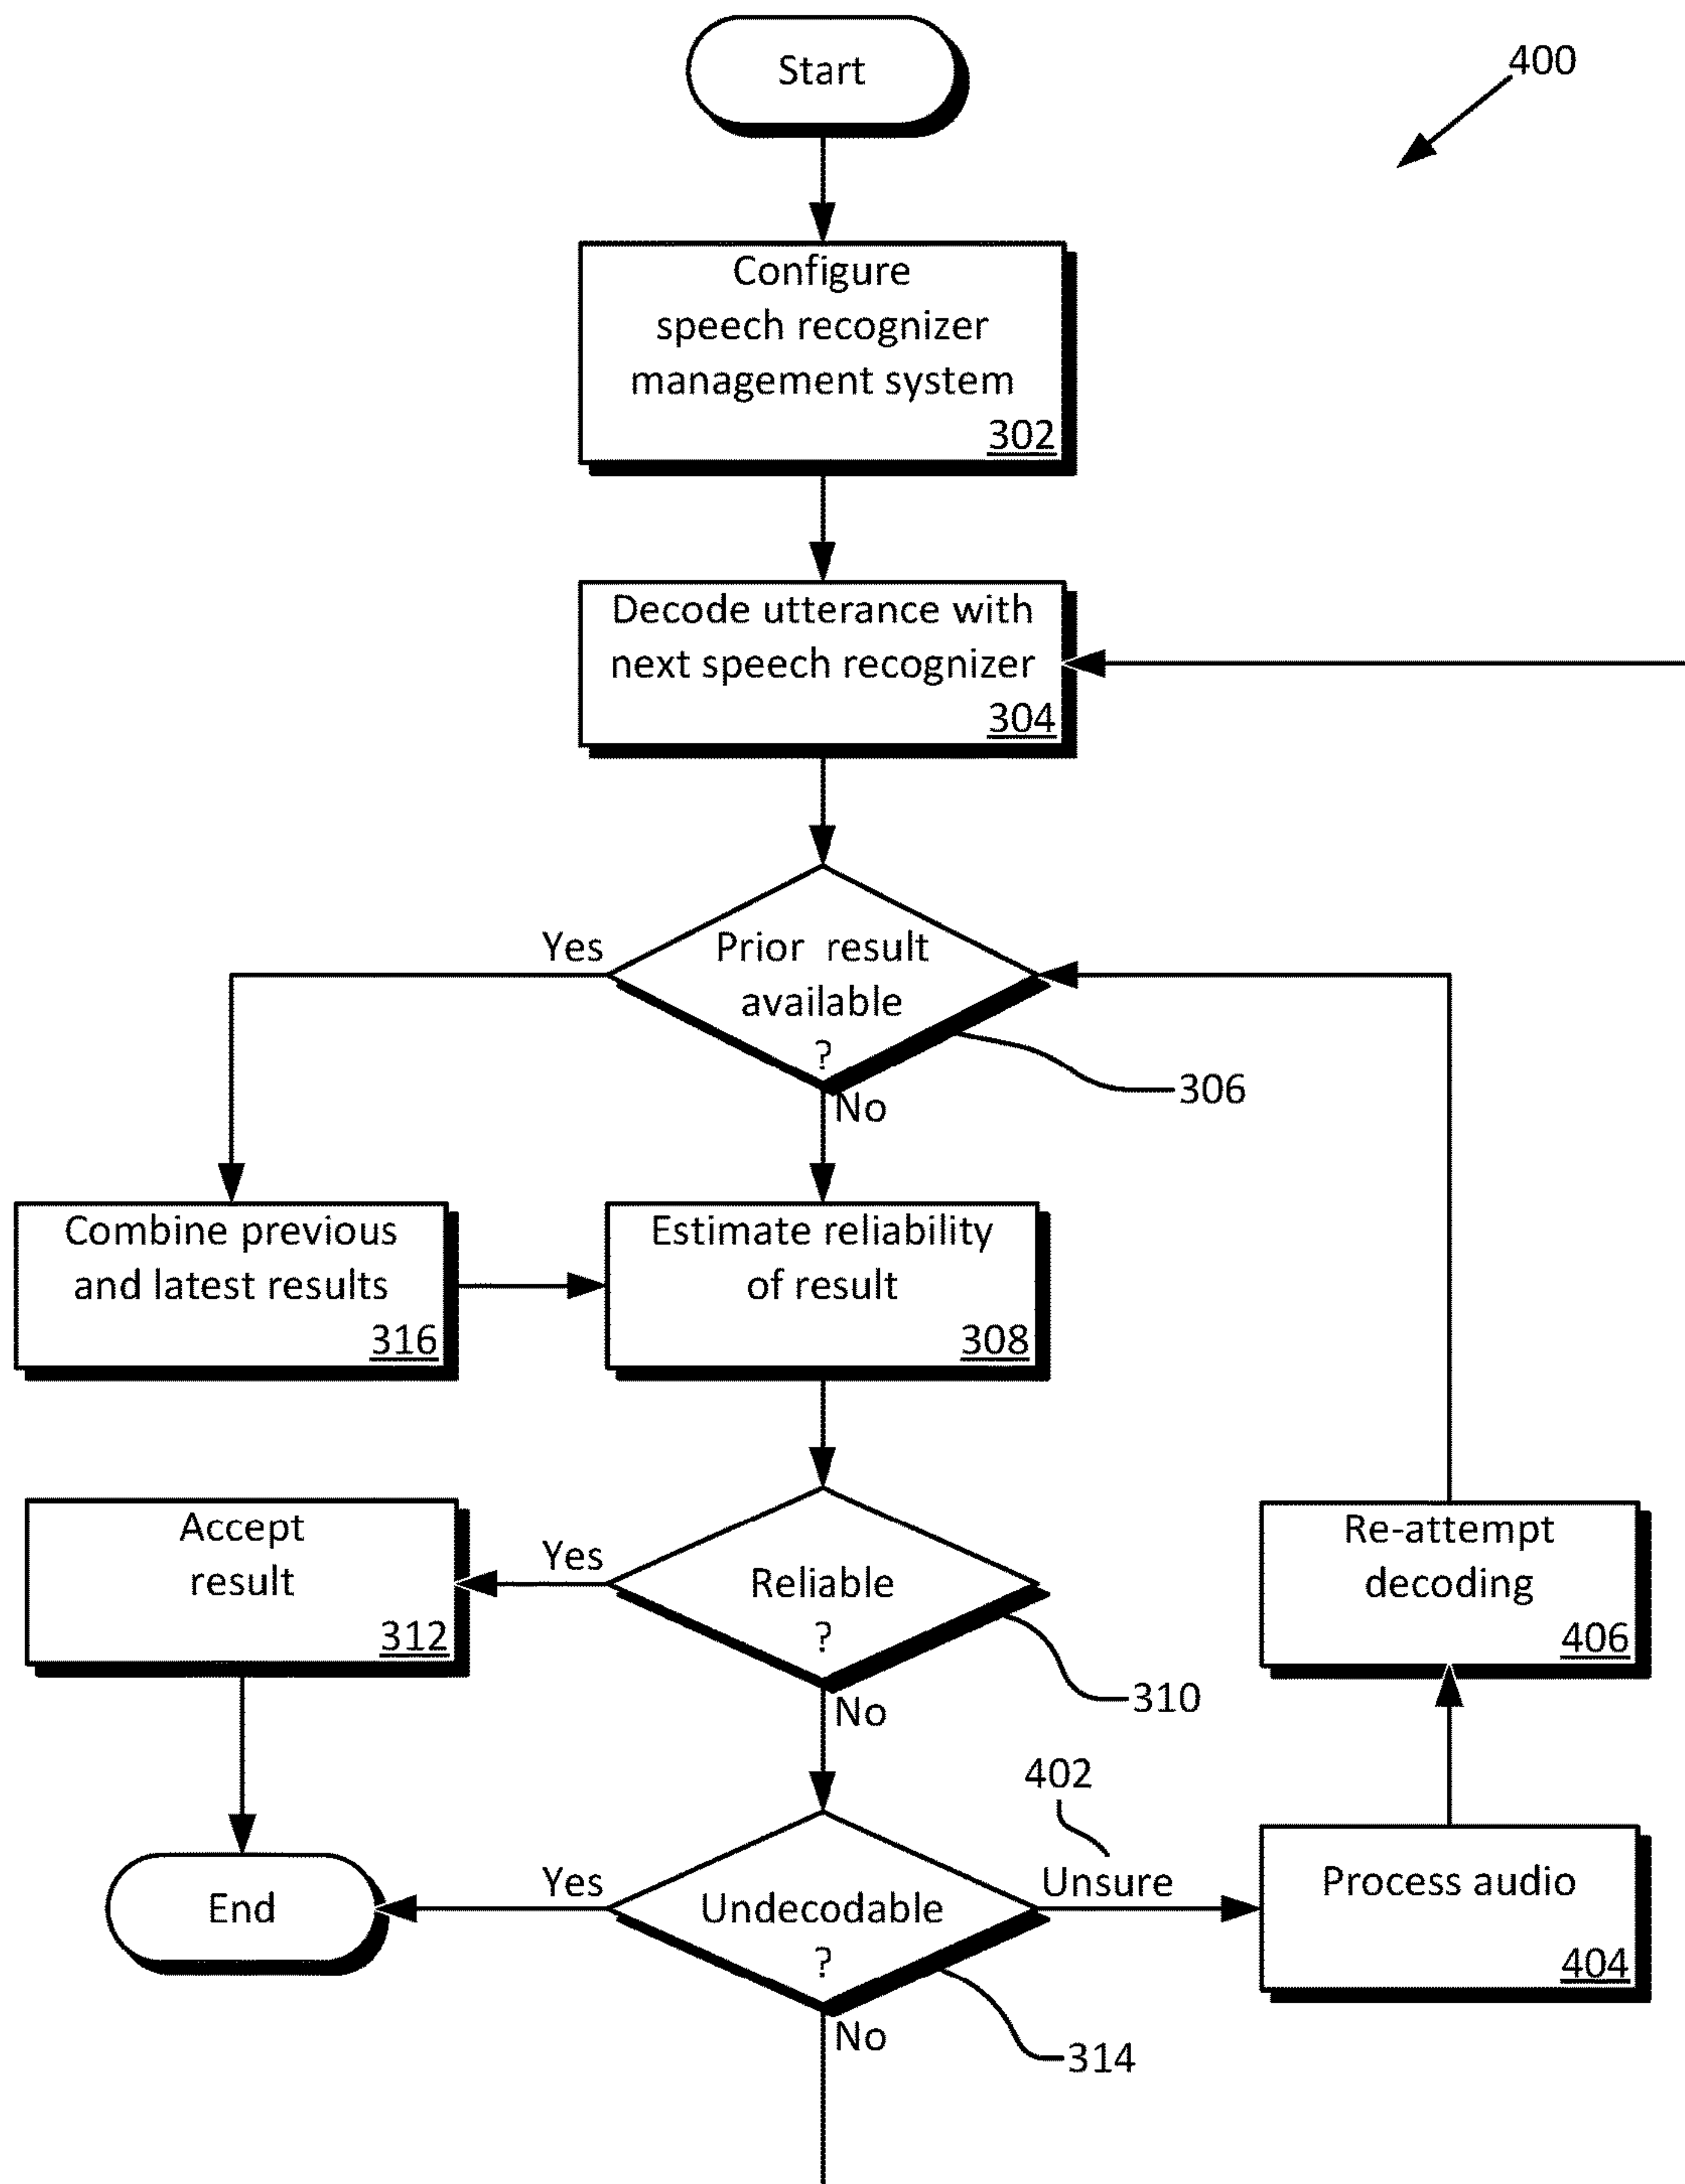 Start
400
Configure
speech recognizer
management system
302
Decode utterance with
next speech recognizer
304
Yes
Prior result
available
?
306
No
Combine previous
and latest results
316
Estimate reliability
of result
308
Accept
result
312
Yes
Reliable
?
310
No
Re-attempt
decoding
406
402
End
Yes
Undecodable
?
Unsure
Process audio
404
No
314